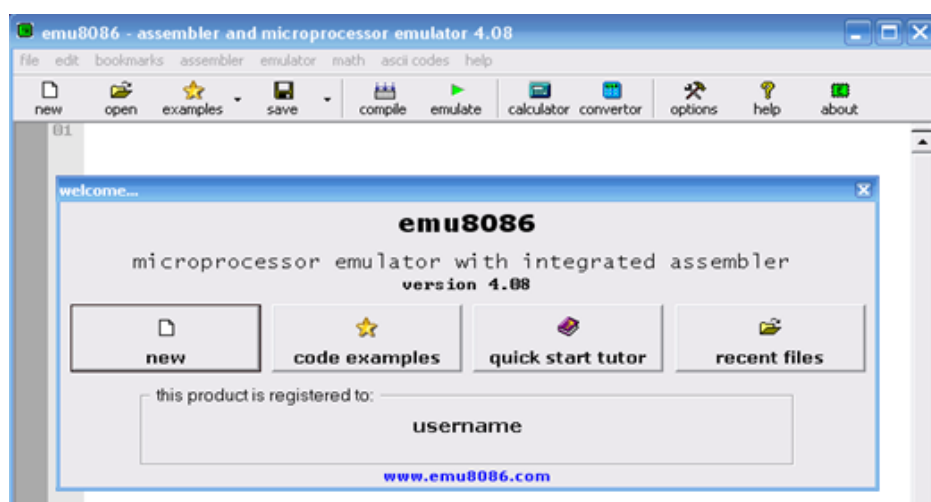 emu8086 - assembler and microprocessor emulator 4.08
file edit bookmarks assembler emulator math ascii codes help
new open examples save compile emulate calculator convertor options help about
01
welcome...
emu8086
microprocessor emulator with integrated assembler
version 4.08
new code examples quick start tutor recent files
this product is registered to:
username
www.emu8086.com